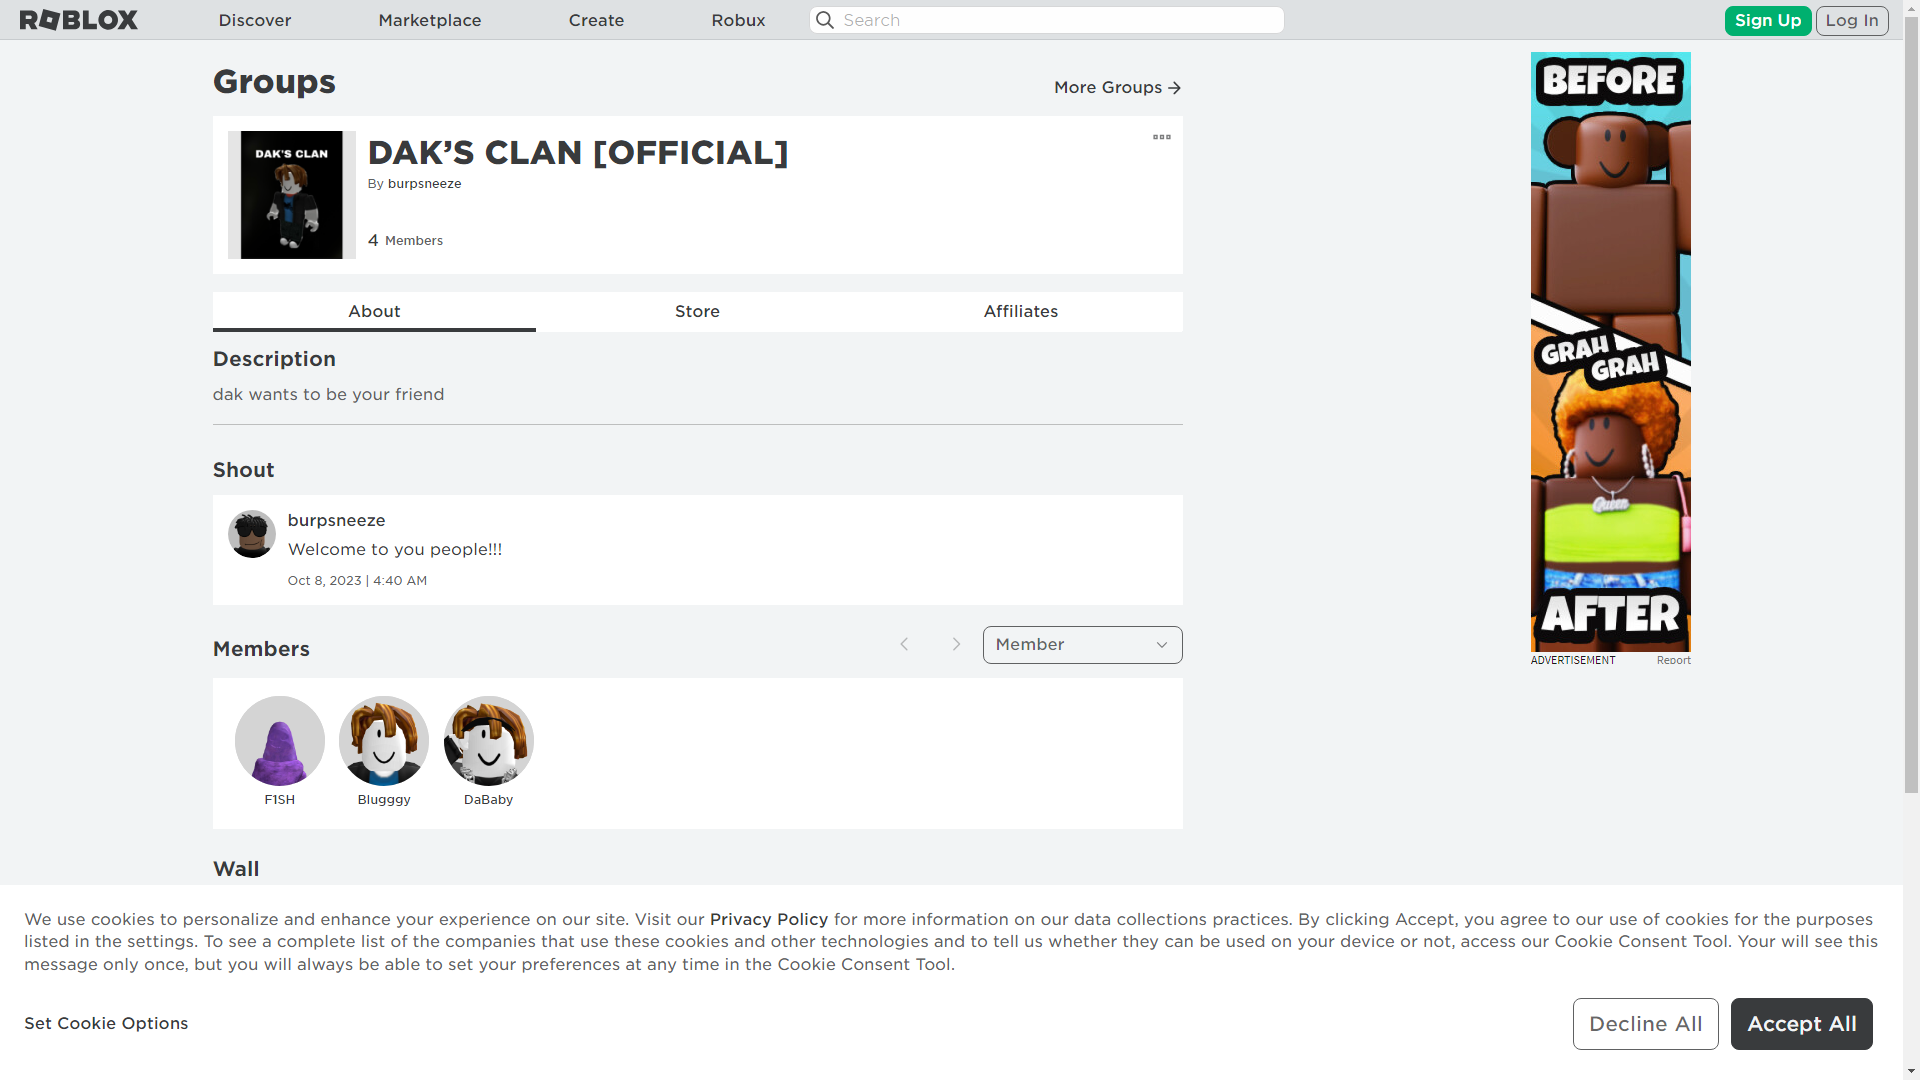 ROBLOX
Discover
Marketplace
Create
Robux
Search
Sign Up
Log In
Groups
More Groups
DAK'S CLAN
DAK’S CLAN [OFFICIAL]
By burpsneeze
4 Members
About
Store
Affiliates
Description
dak wants to be your friend
Shout
burpsneeze
Welcome to you people!!!
Oct 8, 2023 | 4:40 AM
Members
Member
F1SH
Blugggy
DaBaby
Wall
BEFORE
GRAH
GRAH
Queen
AFTER
ADVERTISEMENT
Report
We use cookies to personalize and enhance your experience on our site. Visit our Privacy Policy for more information on our data collections practices. By clicking Accept, you agree to our use of cookies for the purposes
listed in the settings. To see a complete list of the companies that use these cookies and other technologies and to tell us whether they can be used on your device or not, access our Cookie Consent Tool. Your will see this
message only once, but you will always be able to set your preferences at any time in the Cookie Consent Tool.
Set Cookie Options
Decline All
Accept All